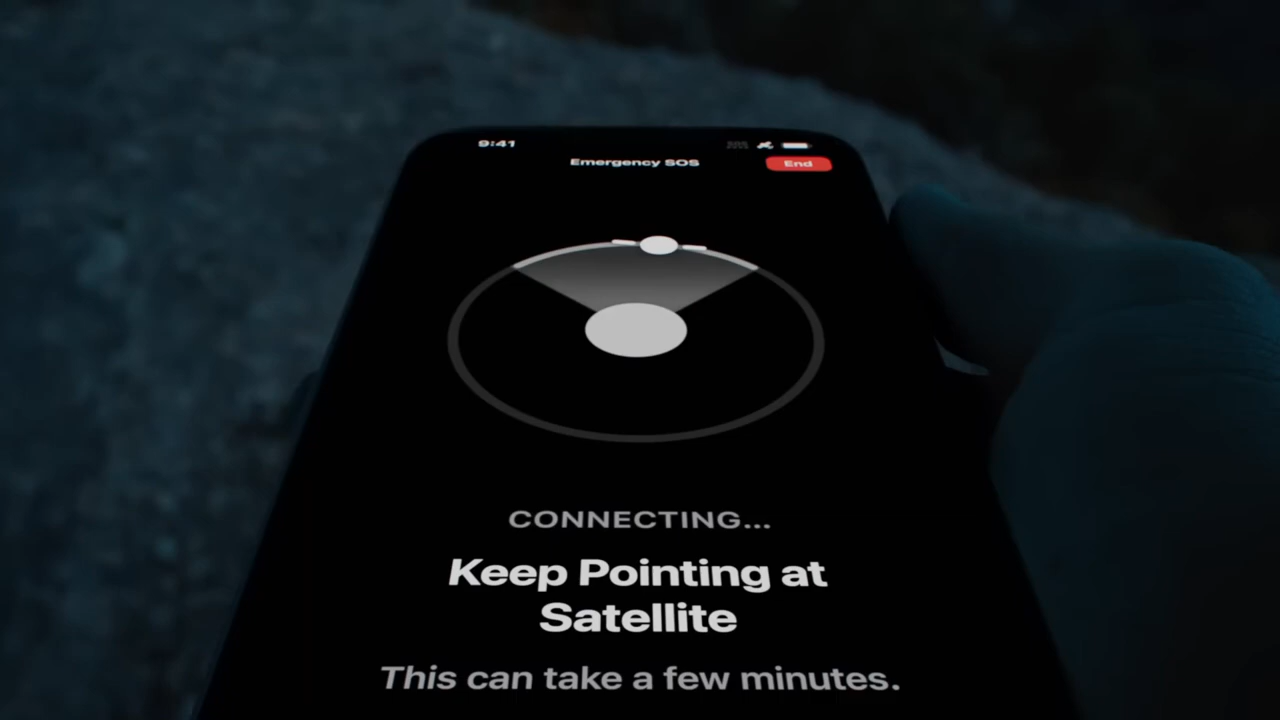 9:41
Emergency SOS
End
CONNECTING...
Keep Pointing at
Satellite
This can take a few minutes.